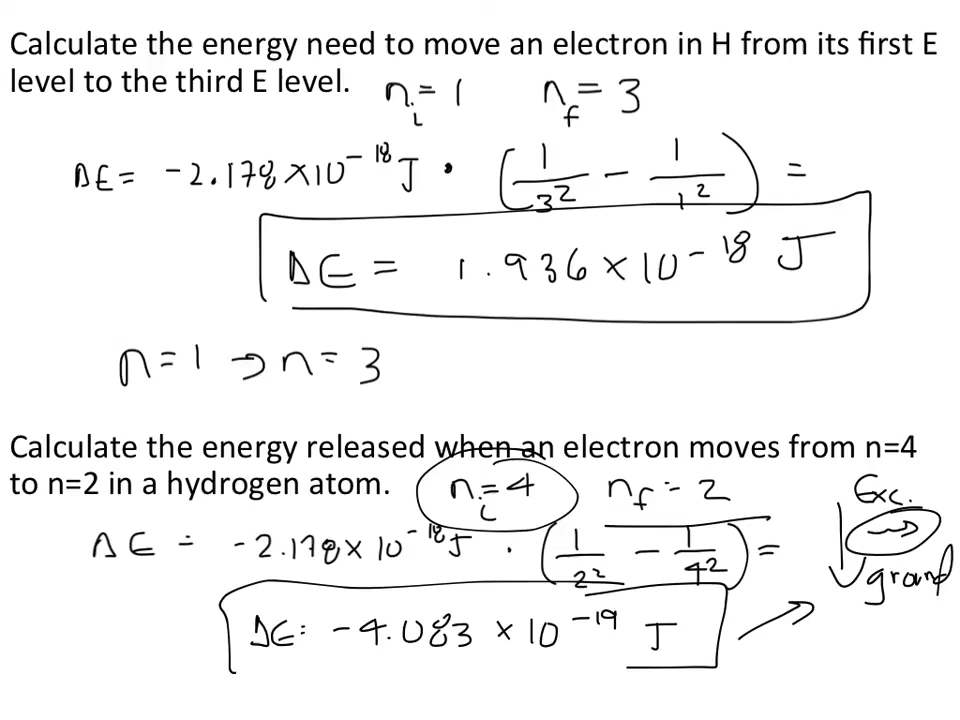 Calculate the energy need to move an electron in H from its first E
level to the third E level. nᵢ = 1 n_f = 3
ΔE = -2.178 × 10⁻¹⁸ J · (1/3² - 1/1²) =
ΔE = 1.936 × 10⁻¹⁸ J
n = 1 → n = 3
Calculate the energy released when an electron moves from n=4
to n=2 in a hydrogen atom. nᵢ = 4 n_f = 2 Exc.
ΔE = -2.178 × 10⁻¹⁸ J · (1/2² - 1/4²) = → ground
ΔE: -4.083 × 10⁻¹⁹ J